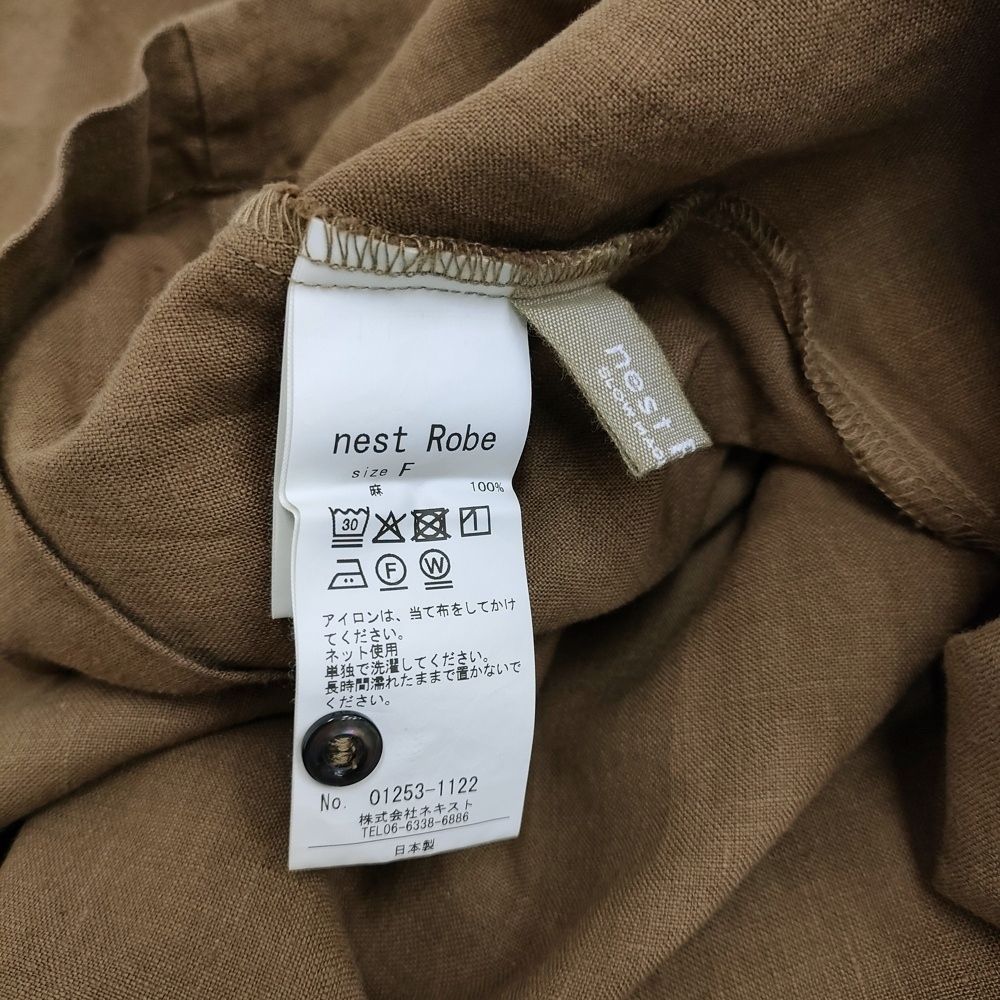 nest Robe
size F
麻 100%
30
F W
アイロンは、当て布をしてかけ
てください。
ネット使用
単独で洗濯してください。
長時間濡れたままで置かないで
ください。
No. 01253-1122
株式会社ネキスト
TEL06-6338-6886
日本製
nest